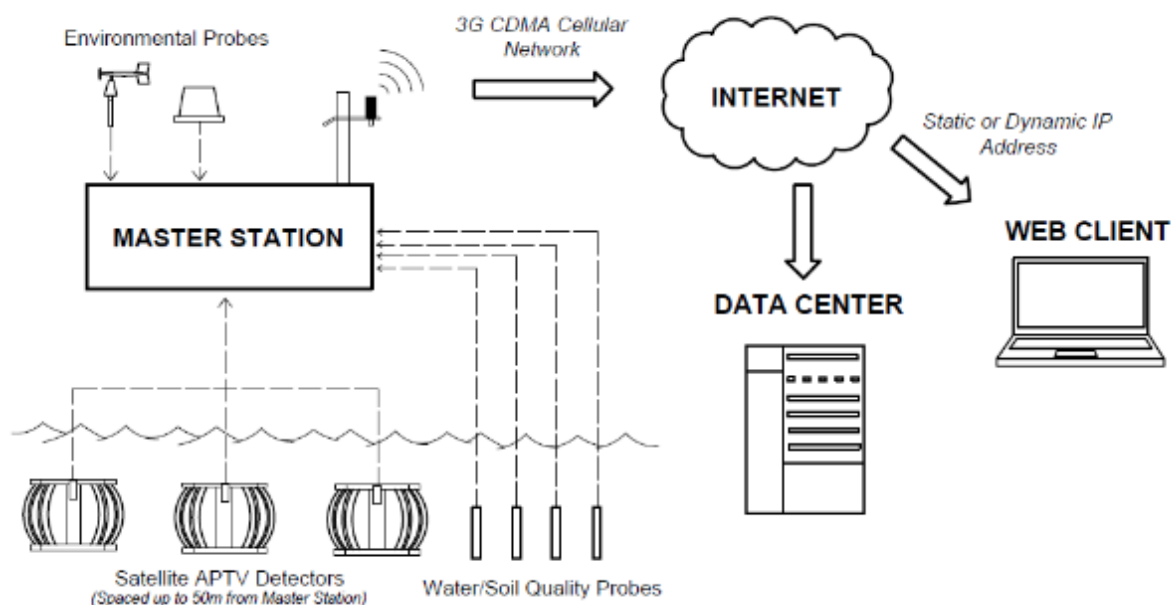 Environmental Probes
3G CDMA Cellular
Network
INTERNET
Static or Dynamic IP
Address
MASTER STATION
WEB CLIENT
DATA CENTER
Satellite APTV Detectors
(Spaced up to 50m from Master Station)
Water/Soil Quality Probes